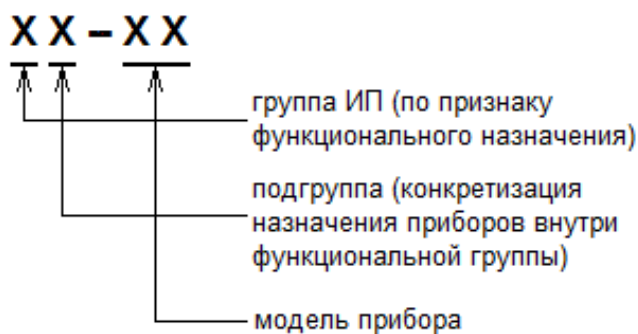 X X – X X
группа ИП (по признаку
функционального назначения)
подгруппа (конкретизация
назначения приборов внутри
функциональной группы)
модель прибора